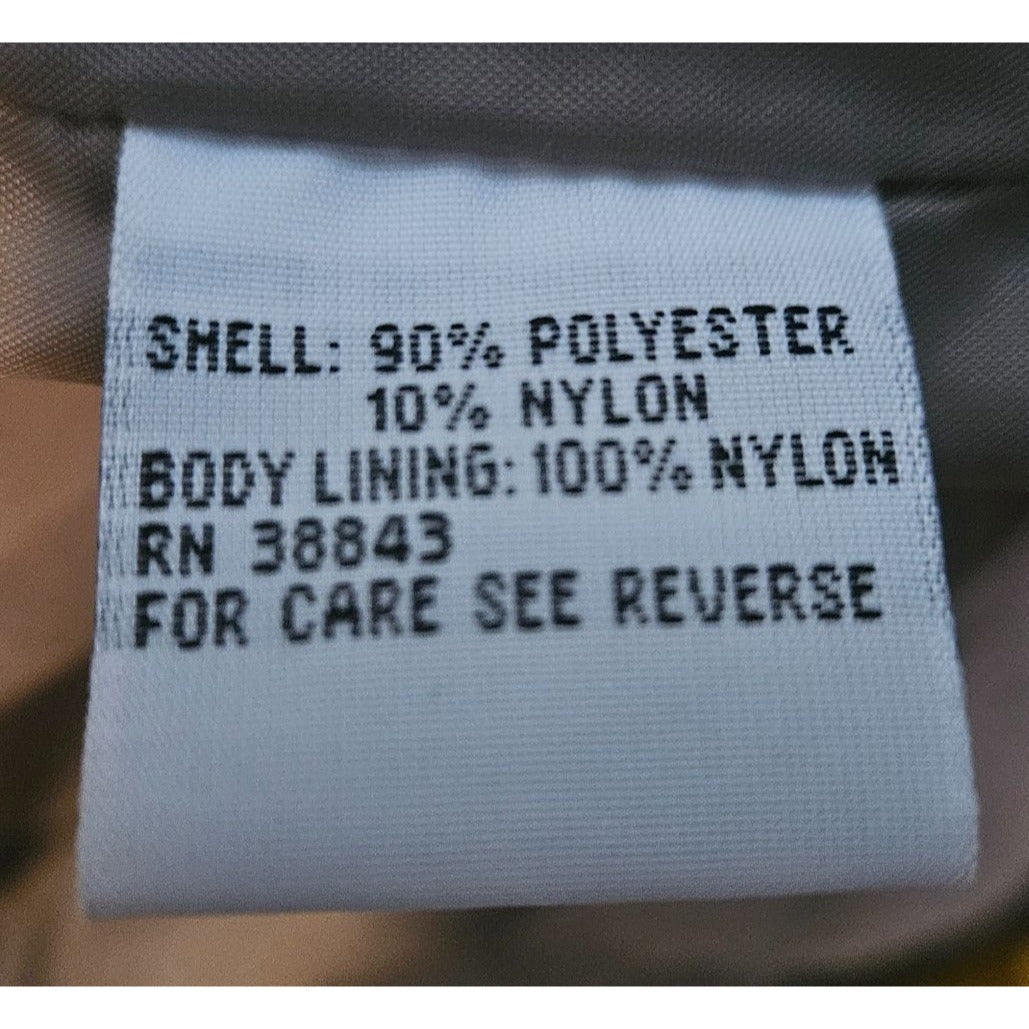 SHELL: 90% POLYESTER
10% NYLON
BODY LINING: 100% NYLON
RN 38843
FOR CARE SEE REVERSE